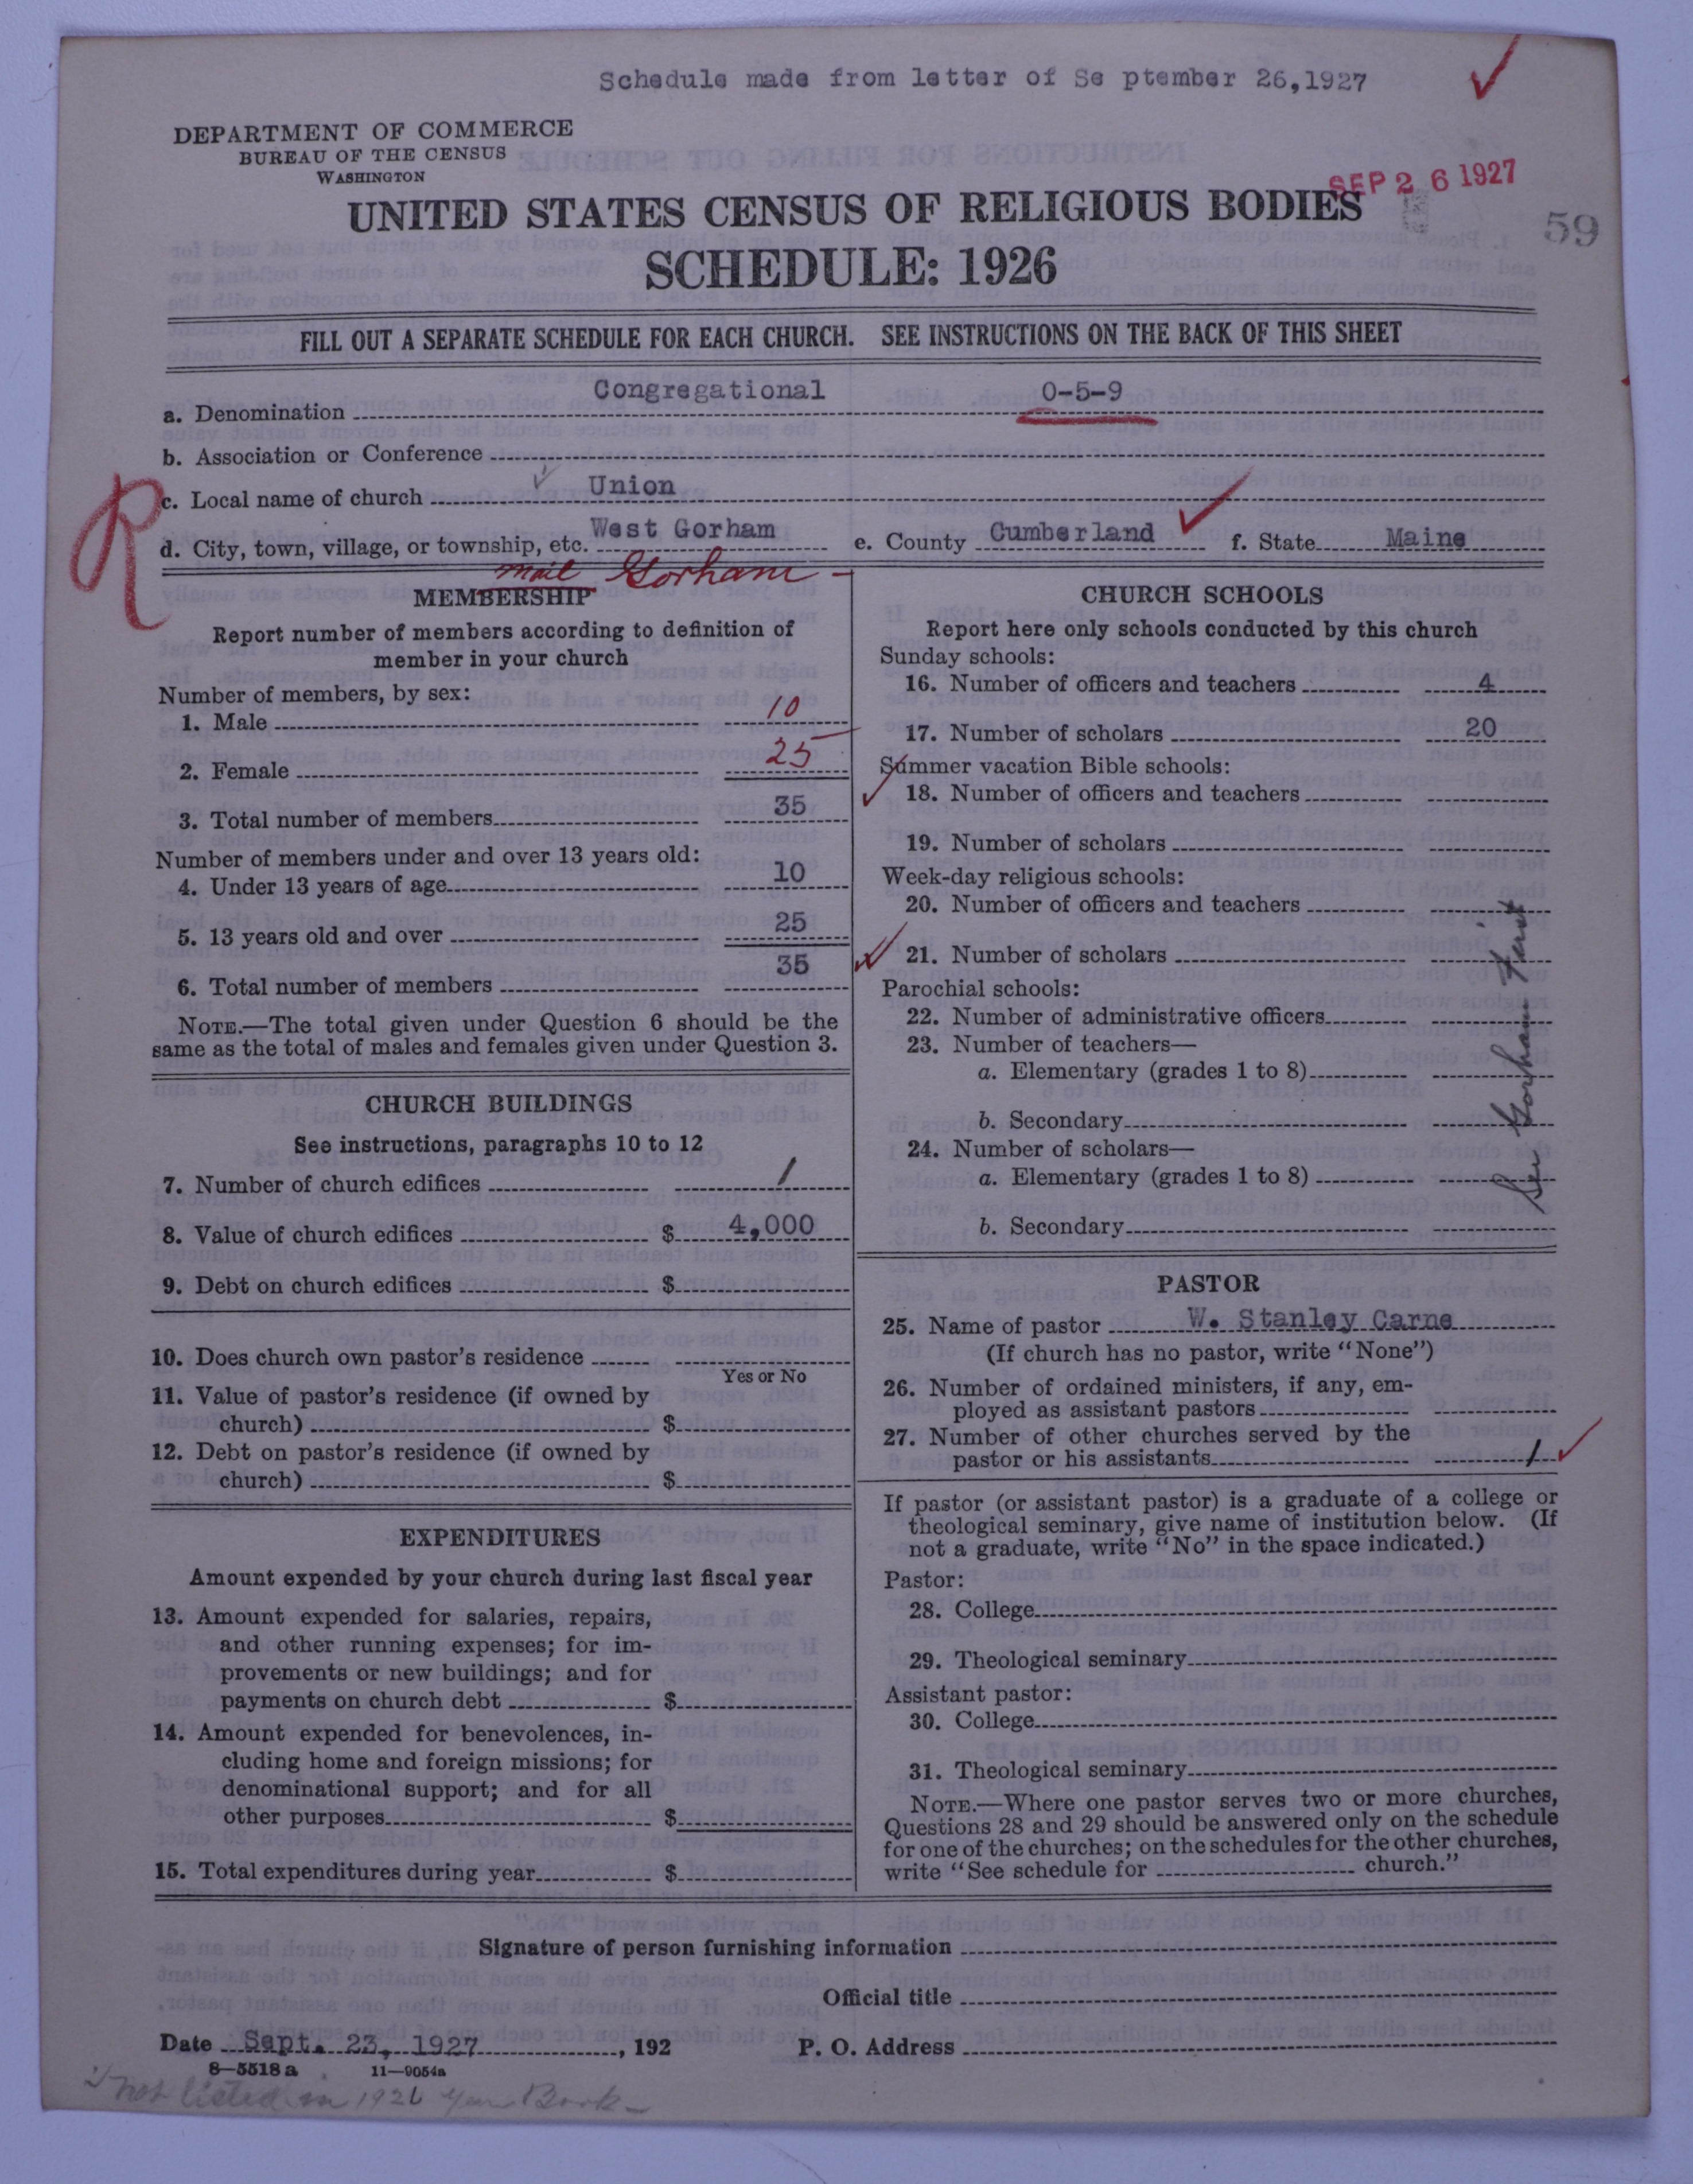 Schedule made from letter of Se ptember 26,1927
DEPARTMENT OF COMMERCE
BUREAU OF THE CENSUS
WASHINGTON
SEP 26 1927
UNITED STATES CENSUS OF RELIGIOUS BODIES
59
SCHEDULE: 1926
FILL OUT A SEPARATE SCHEDULE FOR EACH CHURCH. SEE INSTRUCTIONS ON THE BACK OF THIS SHEET
a. Denomination Congregational 0-5-9
b. Association or Conference
R
c. Local name of church Union
d. City, town, village, or township, etc. West Gorham e. County Cumberland f. State Maine
mail Gorham
MEMBERSHIP
Report number of members according to definition of
member in your church
Number of members, by sex:
1. Male 10
2. Female 25
3. Total number of members 35
Number of members under and over 13 years old:
4. Under 13 years of age 10
5. 13 years old and over 25
6. Total number of members 35
NOTE.—The total given under Question 6 should be the
same as the total of males and females given under Question 3.
CHURCH BUILDINGS
See instructions, paragraphs 10 to 12
7. Number of church edifices 1
8. Value of church edifices $ 4,000
9. Debt on church edifices $
10. Does church own pastor's residence
Yes or No
11. Value of pastor's residence (if owned by
church) $
12. Debt on pastor's residence (if owned by
church) $
EXPENDITURES
Amount expended by your church during last fiscal year
13. Amount expended for salaries, repairs,
and other running expenses; for im-
provements or new buildings; and for
payments on church debt $
14. Amount expended for benevolences, in-
cluding home and foreign missions; for
denominational support; and for all
other purposes $
15. Total expenditures during year $
CHURCH SCHOOLS
Report here only schools conducted by this church
Sunday schools:
16. Number of officers and teachers 4
17. Number of scholars 20
Summer vacation Bible schools:
18. Number of officers and teachers
19. Number of scholars
Week-day religious schools:
20. Number of officers and teachers
21. Number of scholars
Parochial schools:
22. Number of administrative officers
23. Number of teachers—
a. Elementary (grades 1 to 8)
b. Secondary
24. Number of scholars—
a. Elementary (grades 1 to 8)
b. Secondary
See Gorham First
PASTOR
25. Name of pastor W. Stanley Carne
(If church has no pastor, write "None")
26. Number of ordained ministers, if any, em-
ployed as assistant pastors
27. Number of other churches served by the
pastor or his assistants 1
If pastor (or assistant pastor) is a graduate of a college or
theological seminary, give name of institution below. (If
not a graduate, write "No" in the space indicated.)
Pastor:
28. College
29. Theological seminary
Assistant pastor:
30. College
31. Theological seminary
NOTE.—Where one pastor serves two or more churches,
Questions 28 and 29 should be answered only on the schedule
for one of the churches; on the schedules for the other churches,
write "See schedule for church."
Signature of person furnishing information
Official title
Date Sept. 23, 1927, 192 P. O. Address
8—5518 a 11—9054a
Not listed in 1926 Year Book—